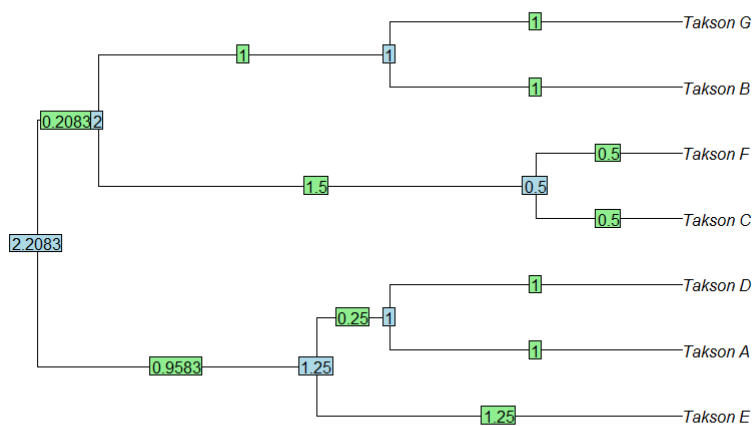 1 Takson G
1 1
1 Takson B
0.2083 2
0.5 Takson F
1.5 0.5
0.5 Takson C
2.2083
1 Takson D
0.25 1
1 Takson A
0.9583 1.25
1.25 Takson E